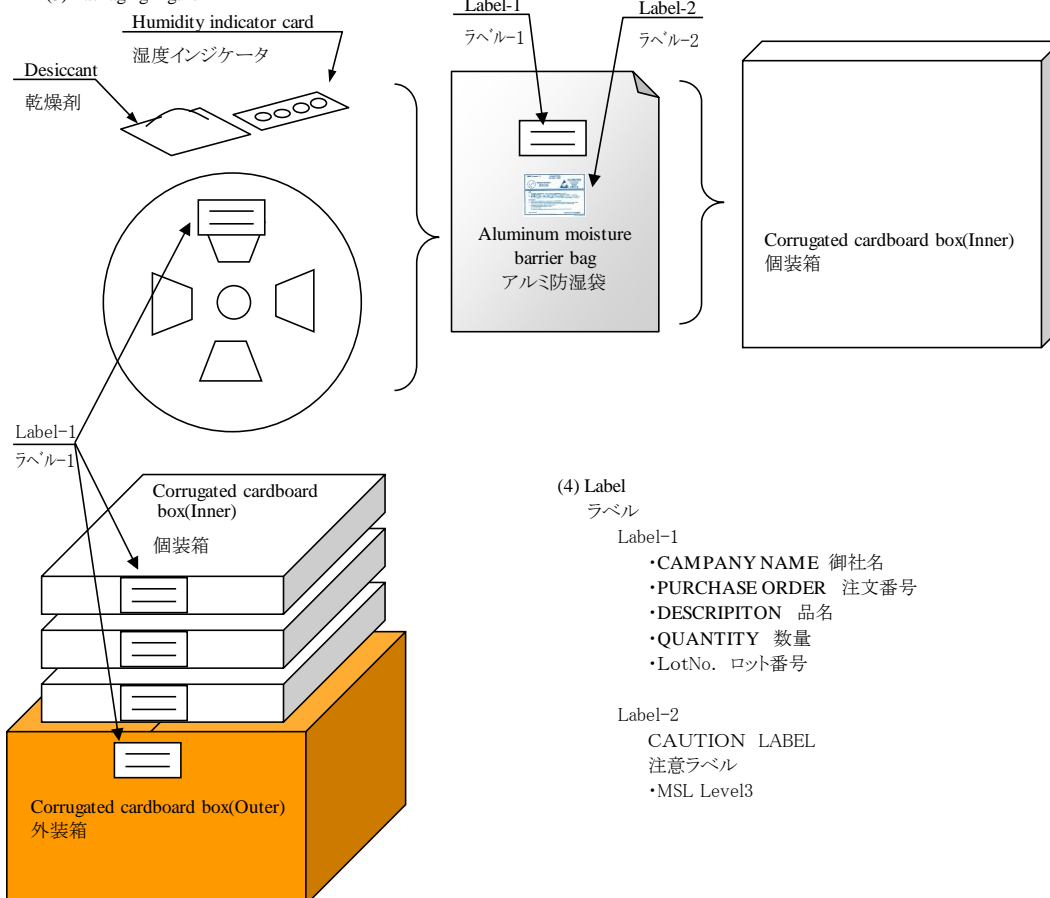 Label-1
ラベル-1
Label-2
ラベル-2
Humidity indicator card
湿度インジケータ
Desiccant
乾燥剤
Aluminum moisture
barrier bag
アルミ防湿袋
Corrugated cardboard box(Inner)
個装箱
Label-1
ラベル-1
Corrugated cardboard
box(Inner)
個装箱
Corrugated cardboard box(Outer)
外装箱
(4) Label
ラベル
Label-1
・CAMPANY NAME 御社名
・PURCHASE ORDER 注文番号
・DESCRIPITON 品名
・QUANTITY 数量
・LotNo. ロット番号
Label-2
CAUTION LABEL
注意ラベル
・MSL Level3